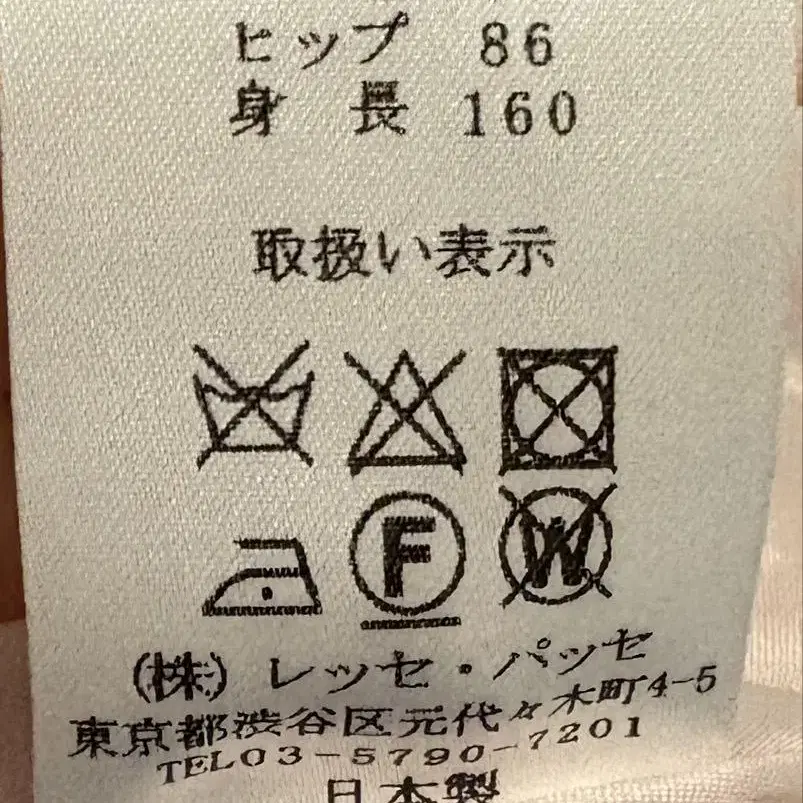 ヒップ 86
身長 160
取扱い表示
F W
(株) レッセ・パッセ
東京都渋谷区元代々木町4-5
TEL03-5790-7201
日本製